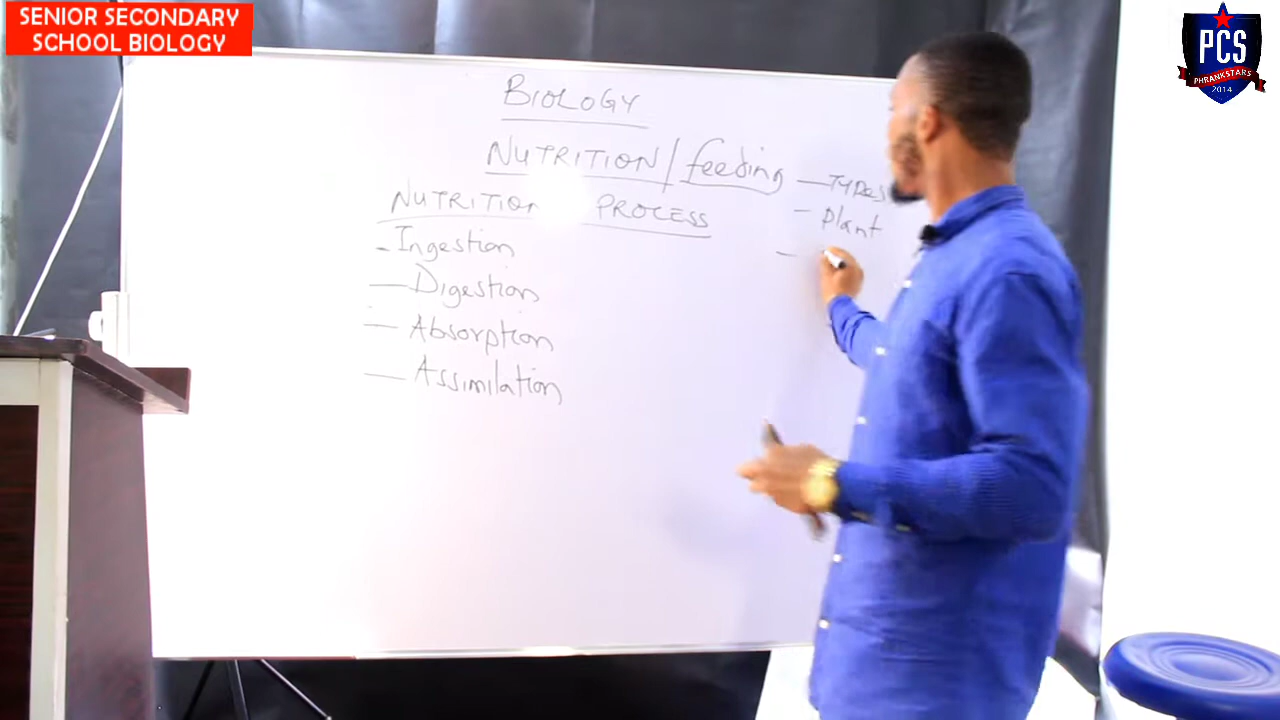 SENIOR SECONDARY
SCHOOL BIOLOGY
PCS
PHRANKSTARS
2014
BIOLOGY
NUTRITION / feeding
— TYPes
— Plant
—
NUTRITION PROCESS
- Ingestion
— Digestion
— Absorption
— Assimilation